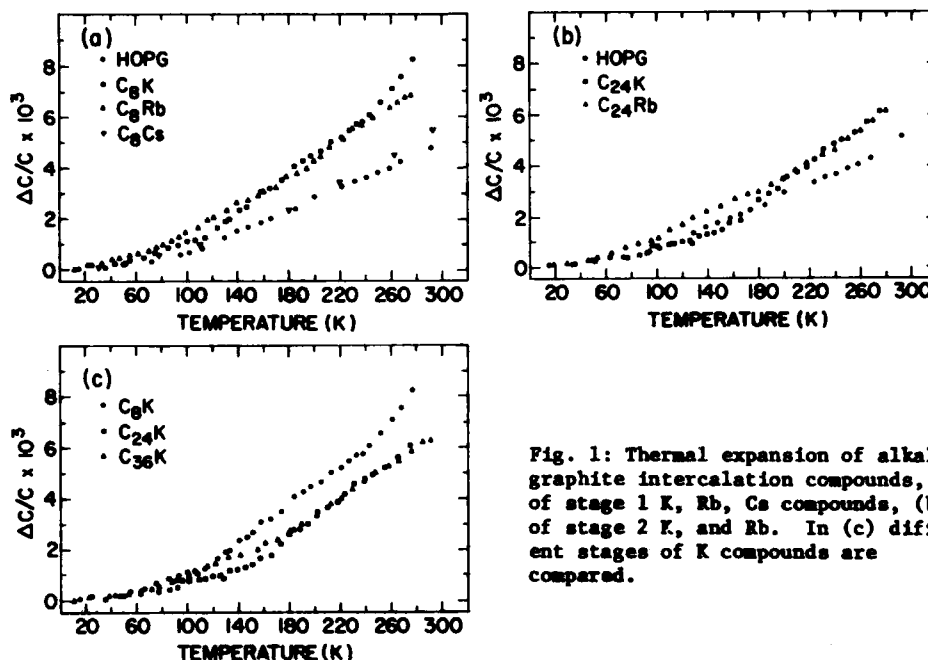 (a)
• HOPG
• C8K
▲ C8Rb
▼ C8Cs
ΔC/C × 10³
8
6
4
2
0
20 60 100 140 180 220 260 300
TEMPERATURE (K)
(b)
• HOPG
• C24K
▲ C24Rb
ΔC/C × 10³
8
6
4
2
0
20 60 100 140 180 220 260 300
TEMPERATURE (K)
(c)
• C8K
• C24K
▲ C36K
ΔC/C × 10³
8
6
4
2
0
20 60 100 140 180 220 260 300
TEMPERATURE (K)
Fig. 1: Thermal expansion of alkal
graphite intercalation compounds,
of stage 1 K, Rb, Cs compounds, (b
of stage 2 K, and Rb. In (c) diff
ent stages of K compounds are
compared.